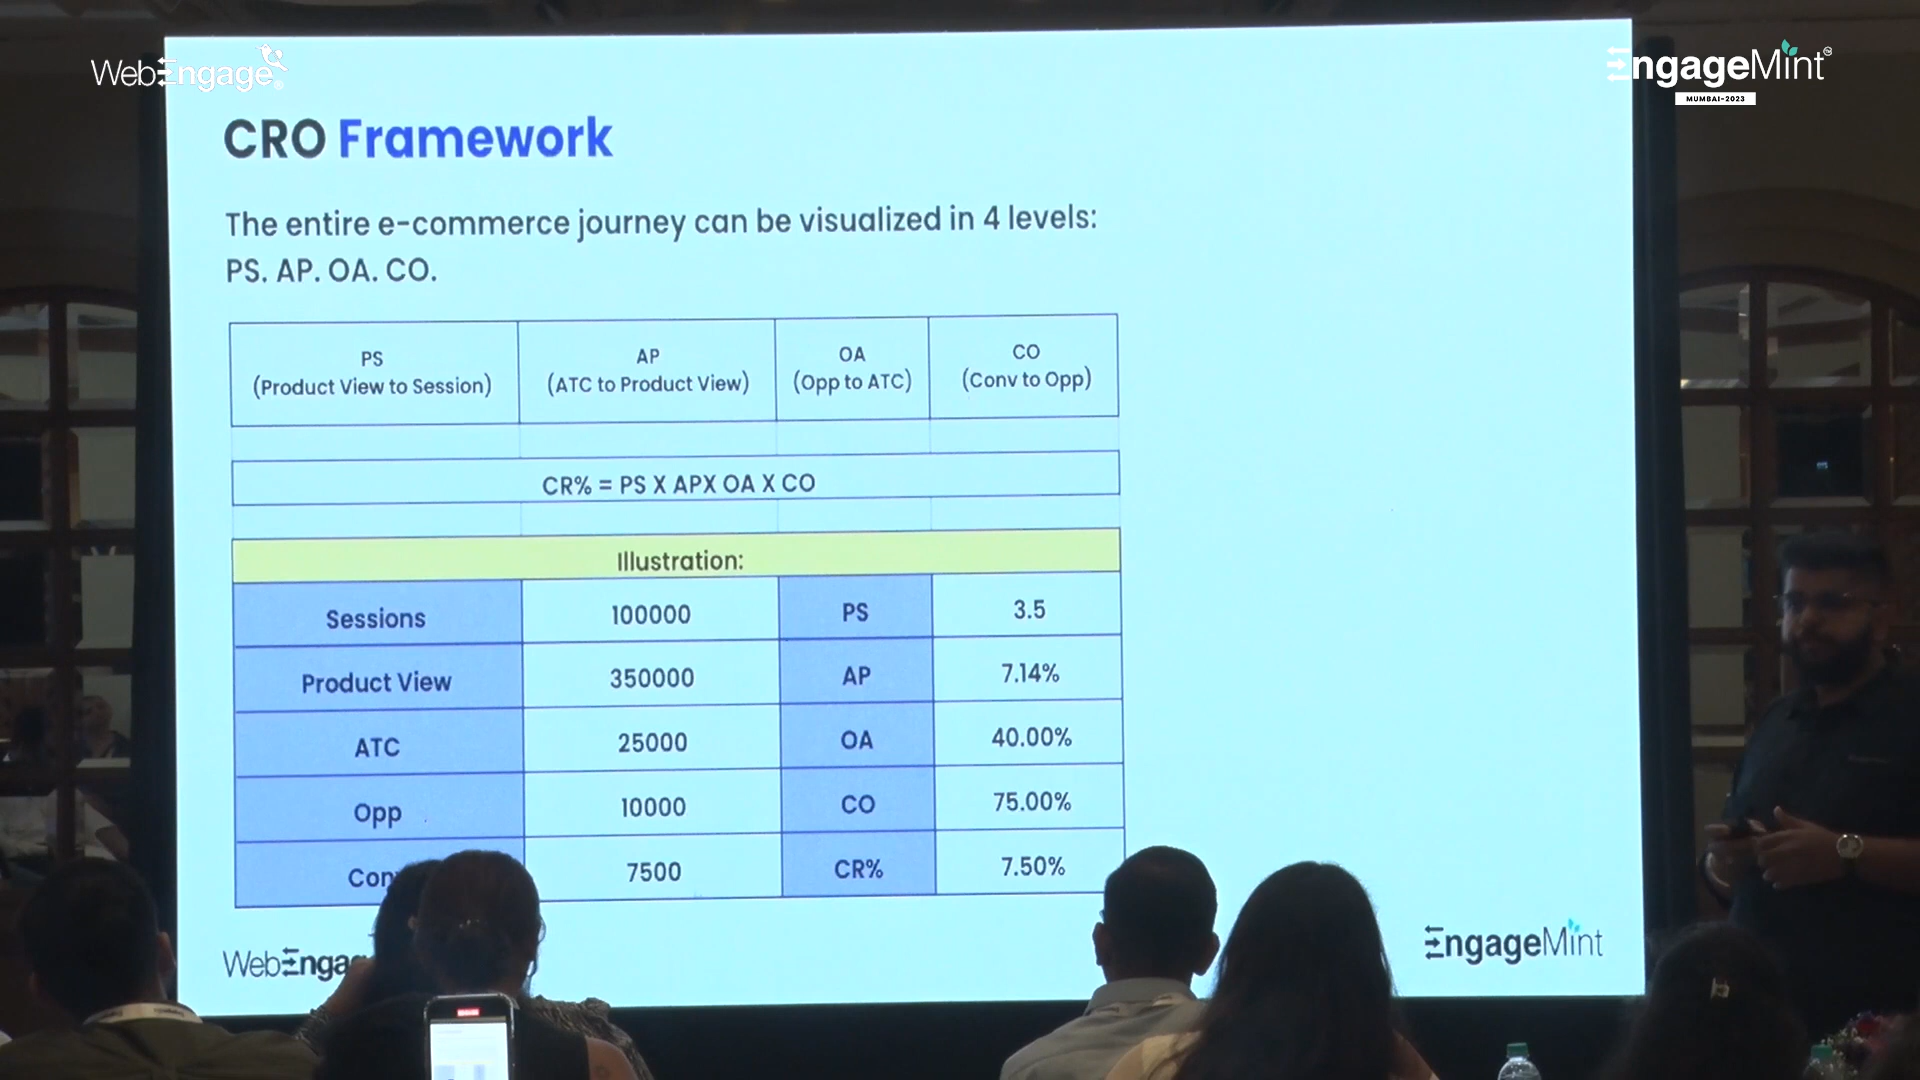 WebEngage
EngageMint
MUMBAI-2023
CRO Framework
The entire e-commerce journey can be visualized in 4 levels:
PS. AP. OA. CO.
PS
(Product View to Session)
AP
(ATC to Product View)
OA
(Opp to ATC)
CO
(Conv to Opp)
CR% = PS X APX OA X CO
Illustration:
Sessions 100000 PS 3.5
Product View 350000 AP 7.14%
ATC 25000 OA 40.00%
Opp 10000 CO 75.00%
Con 7500 CR% 7.50%
WebEnga
EngageMint